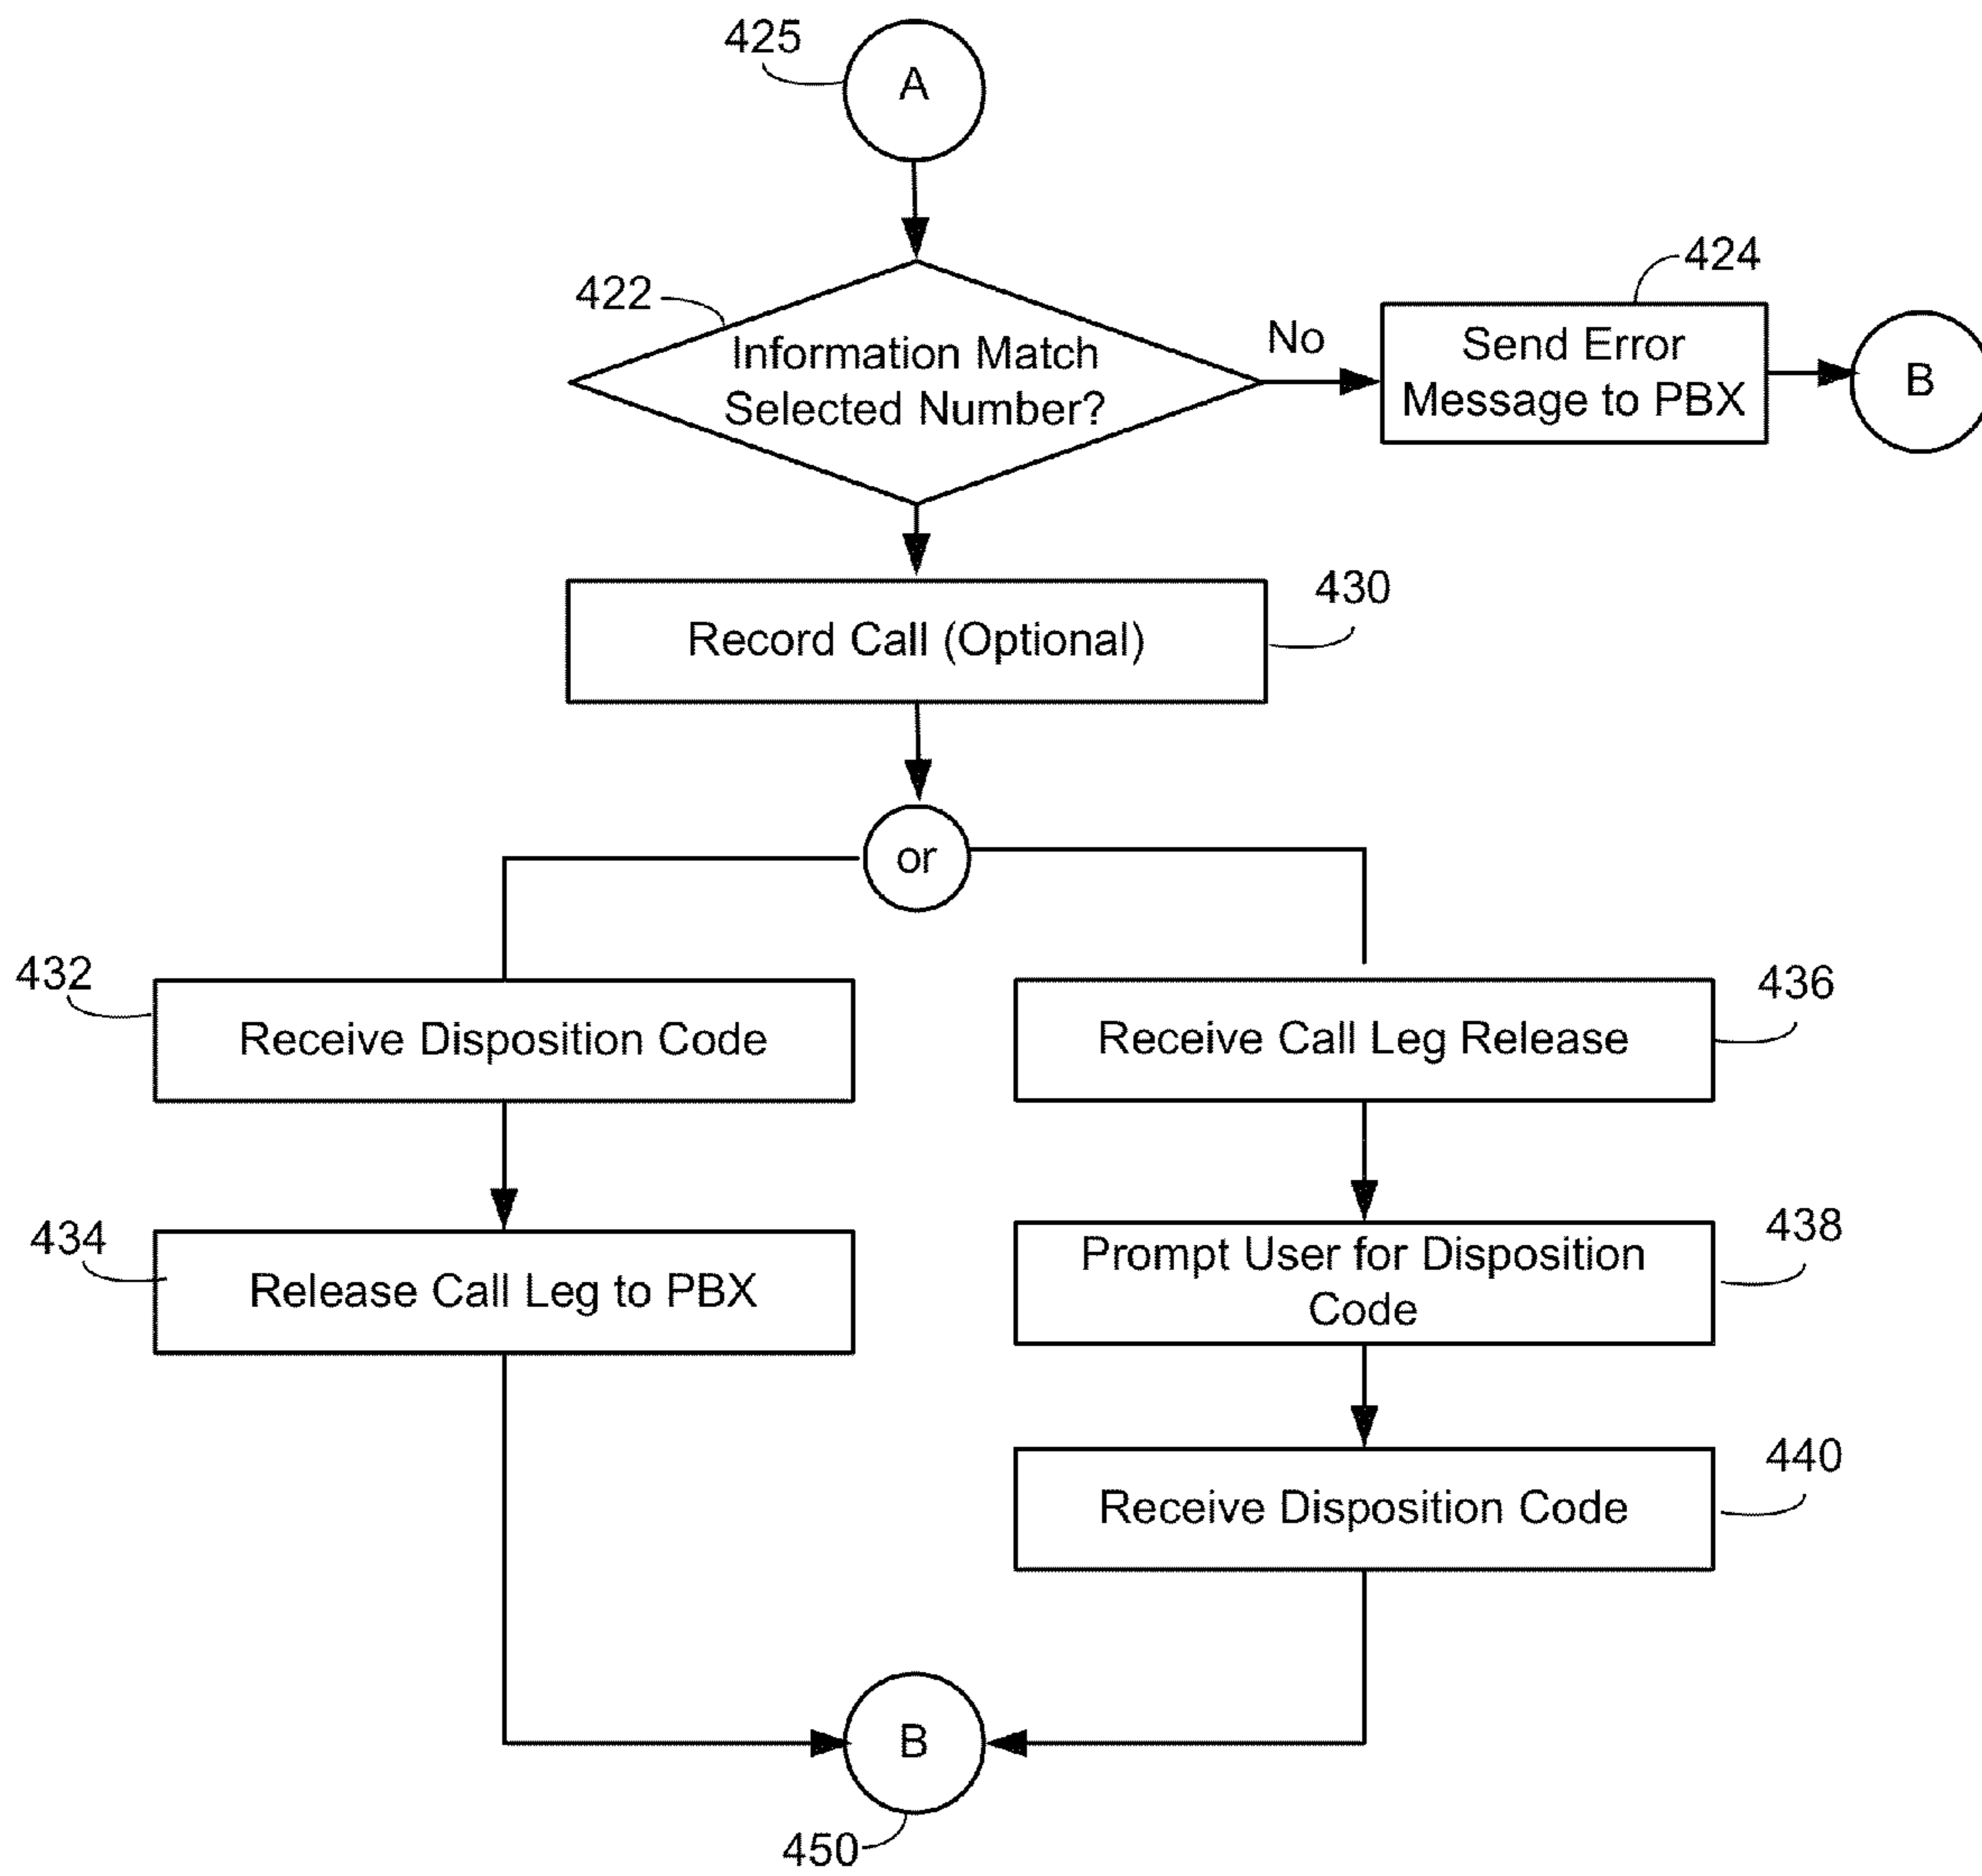 425
A
424
422
Information Match
Selected Number?
No
Send Error
Message to PBX
B
430
Record Call (Optional)
or
432
Receive Disposition Code
436
Receive Call Leg Release
434
Release Call Leg to PBX
438
Prompt User for Disposition
Code
440
Receive Disposition Code
B
450